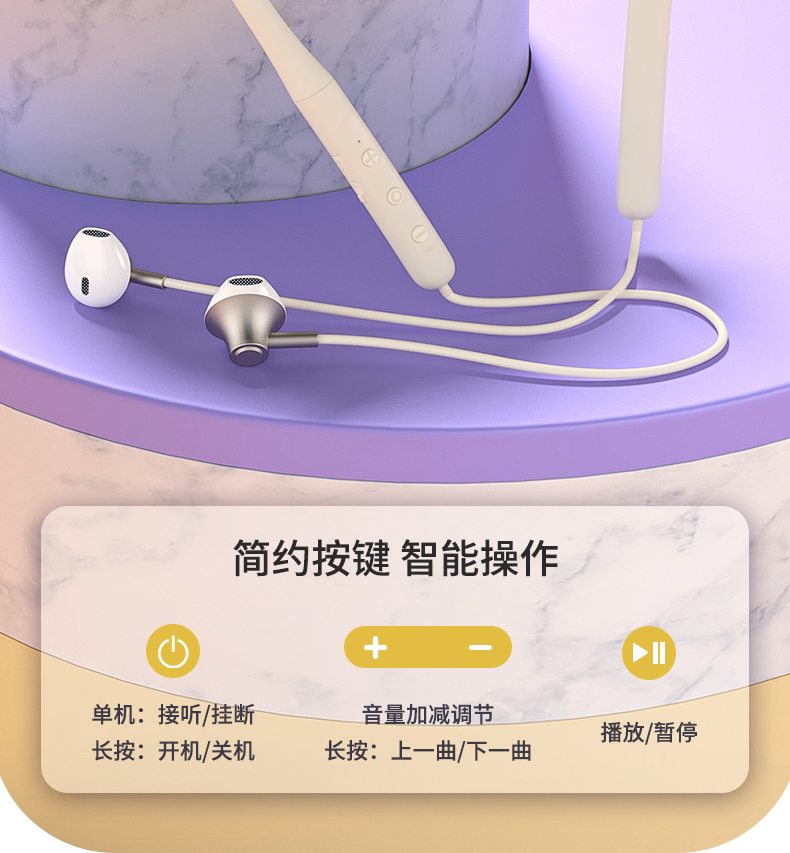 简约按键 智能操作
单机：接听/挂断
长按：开机/关机
音量加减调节
长按：上一曲/下一曲
播放/暂停